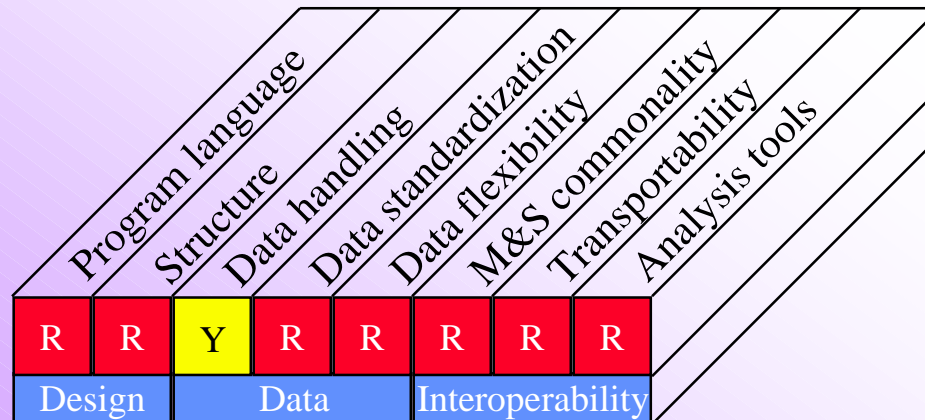 Program language
Structure
Data handling
Data standardization
Data flexibility
M&S commonality
Transportability
Analysis tools
R R Y R R R R R
Design Data Interoperability